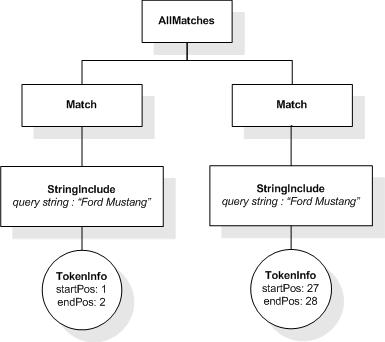 AllMatches
Match
Match
StringInclude
query string : “Ford Mustang”
StringInclude
query string : “Ford Mustang”
TokenInfo
startPos: 1
endPos: 2
TokenInfo
startPos: 27
endPos: 28